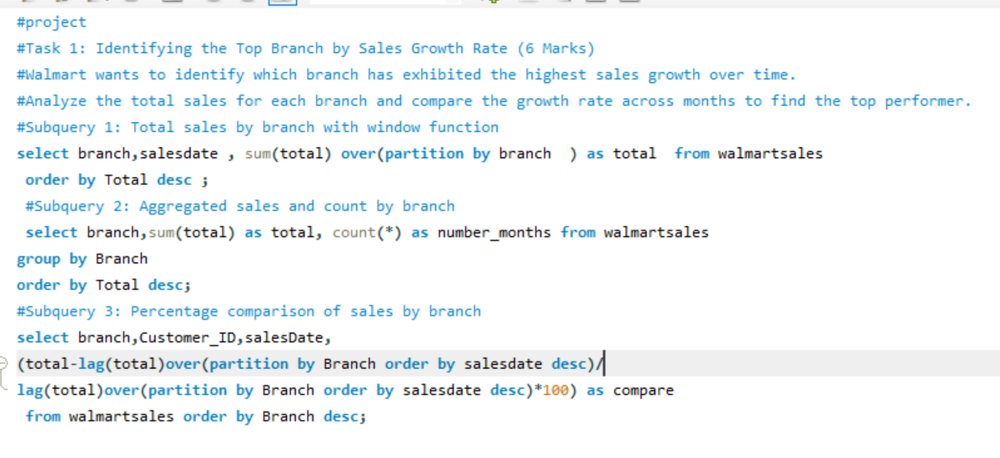 #project
#Task 1: Identifying the Top Branch by Sales Growth Rate (6 Marks)
#Walmart wants to identify which branch has exhibited the highest sales growth over time.
#Analyze the total sales for each branch and compare the growth rate across months to find the top performer.
#Subquery 1: Total sales by branch with window function
select branch,salesdate , sum(total) over(partition by branch  ) as total  from walmartsales
order by Total desc ;
#Subquery 2: Aggregated sales and count by branch
select branch,sum(total) as total, count(*) as number_months from walmartsales
group by Branch
order by Total desc;
#Subquery 3: Percentage comparison of sales by branch
select branch,Customer_ID,salesDate,
(total-lag(total)over(partition by Branch order by salesdate desc)/
lag(total)over(partition by Branch order by salesdate desc)*100) as compare
from walmartsales order by Branch desc;